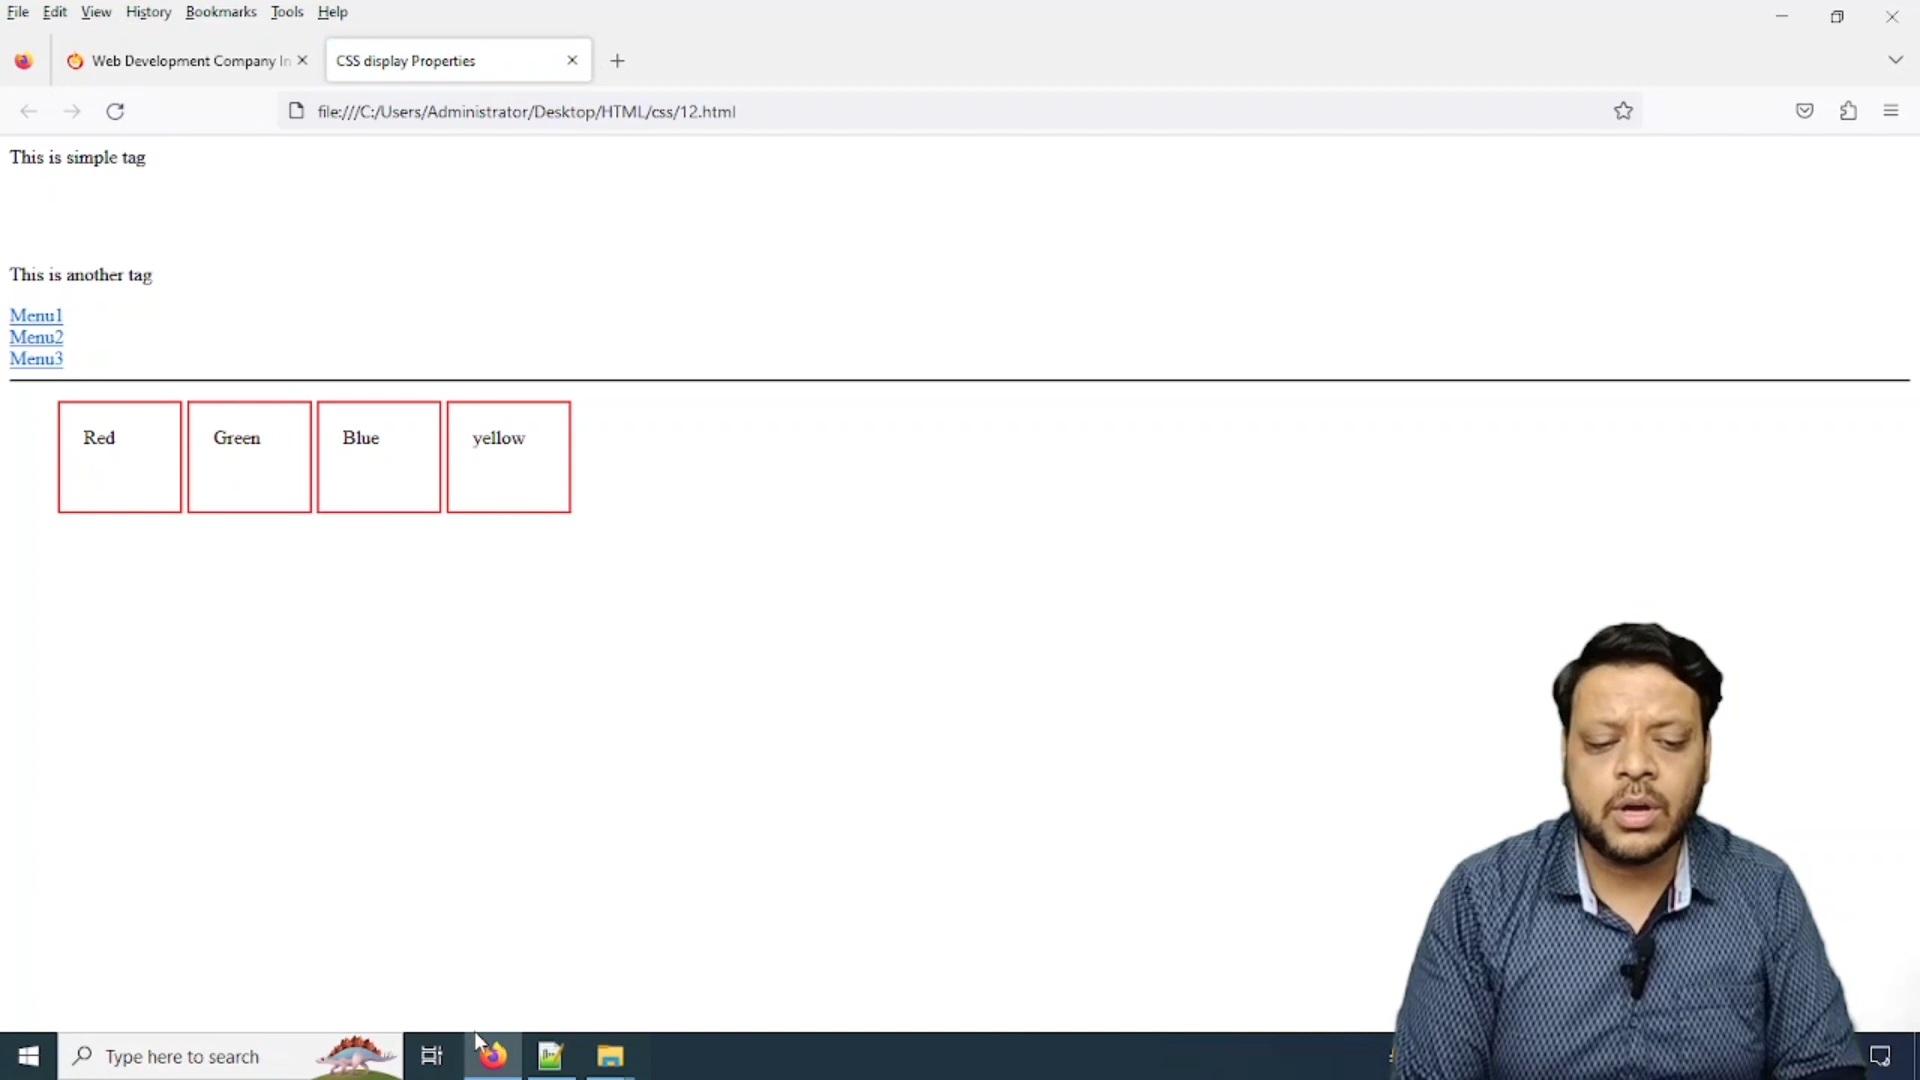 File Edit View History Bookmarks Tools Help
Web Development Company In
CSS display Properties
file:///C:/Users/Administrator/Desktop/HTML/css/12.html
This is simple tag
This is another tag
Menu1
Menu2
Menu3
Red Green Blue yellow
Type here to search